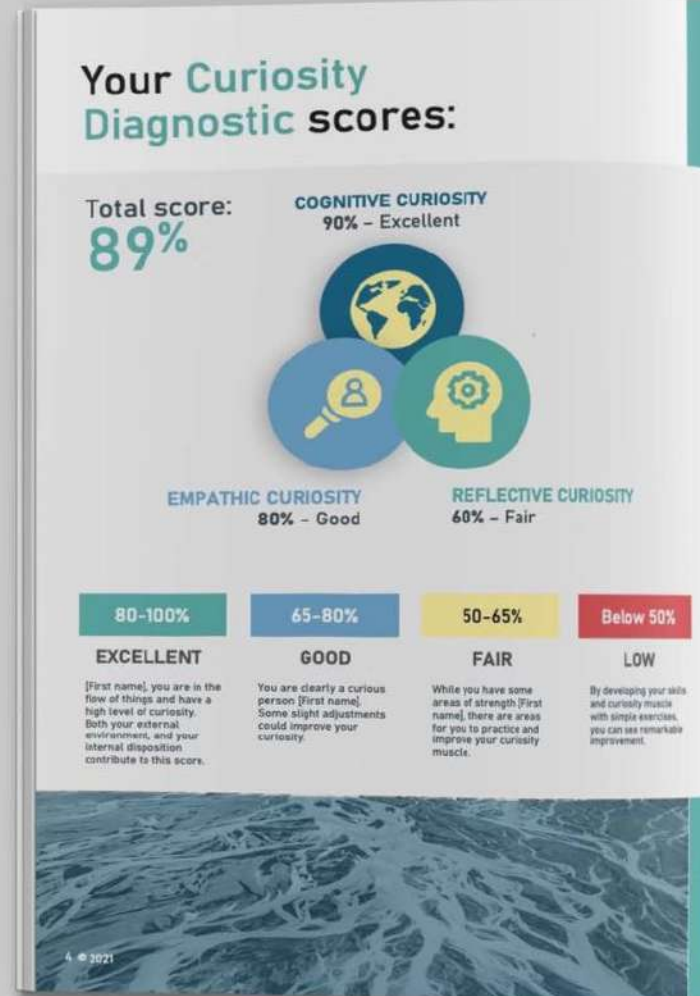 Your Curiosity
Diagnostic scores:
Total score:
89%
COGNITIVE CURIOSITY
90% – Excellent
EMPATHIC CURIOSITY
80% – Good
REFLECTIVE CURIOSITY
60% – Fair
80-100%
EXCELLENT
[First name], you are in the
flow of things and have a
high level of curiosity.
Both your external
environment, and your
internal disposition
contribute to this score.
65-80%
GOOD
You are clearly a curious
person [First name].
Some slight adjustments
could improve your
curiosity.
50-65%
FAIR
While you have some
areas of strength [First
name], there are areas
for you to practice and
improve your curiosity
muscle.
Below 50%
LOW
By developing your skills
and curiosity muscle
with simple exercises,
you can see remarkable
improvement.
4 © 2021